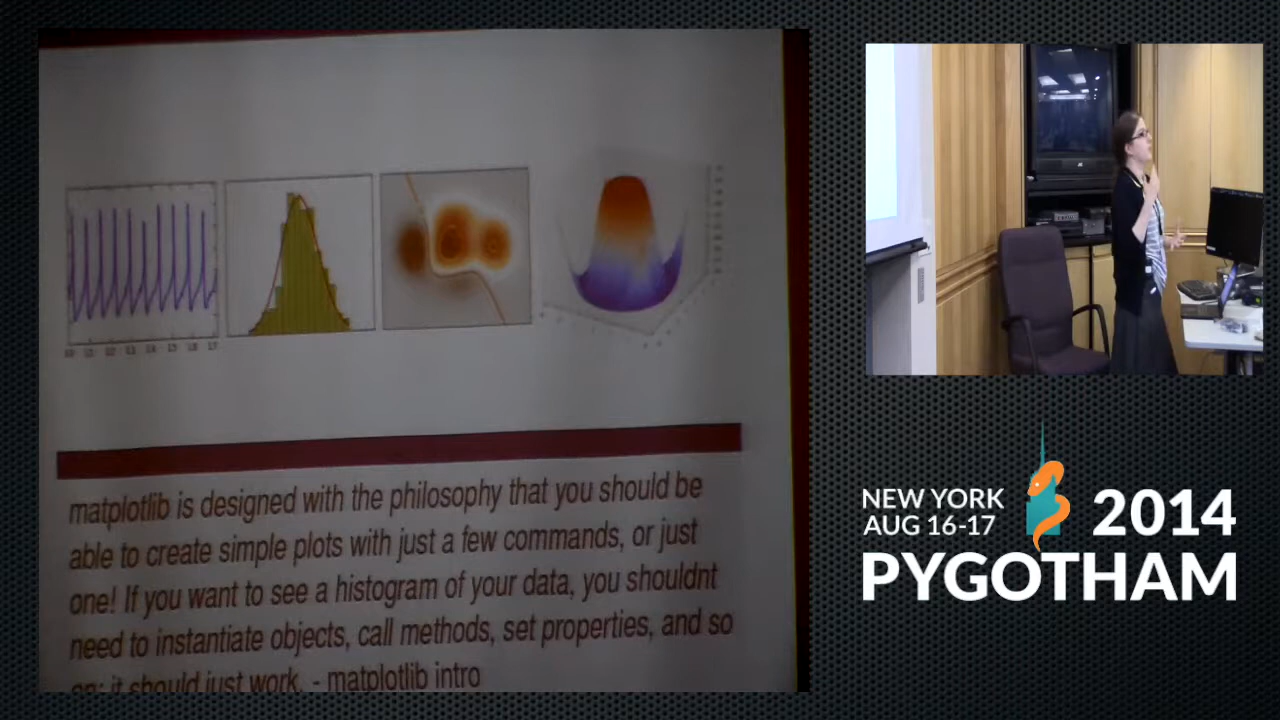 matplotlib is designed with the philosophy that you should be
able to create simple plots with just a few commands, or just
one! If you want to see a histogram of your data, you shouldnt
need to instantiate objects, call methods, set properties, and so
on; it should just work. - matplotlib intro
NEW YORK
AUG 16-17
2014
PYGOTHAM